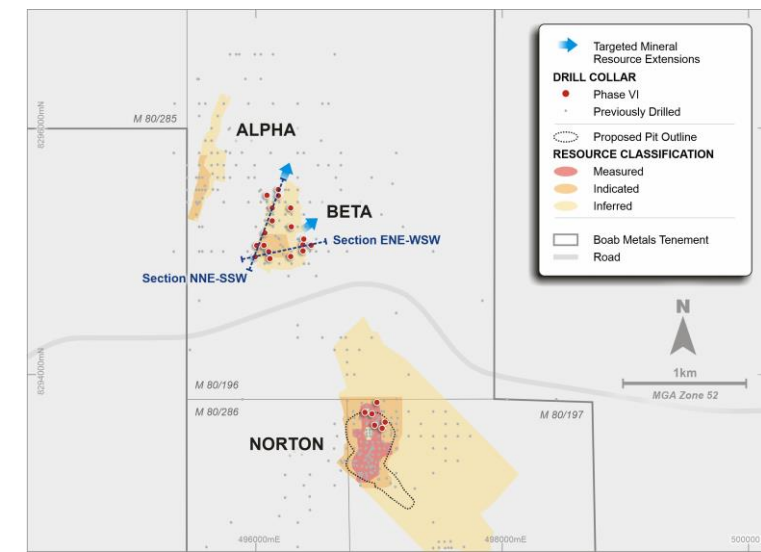 M 80/285
8296000mN
ALPHA
BETA
Section ENE-WSW
Section NNE-SSW
8294000mN
M 80/196
M 80/286
M 80/197
NORTON
496000mE
498000mE
500000
Targeted Mineral
Resource Extensions
DRILL COLLAR
Phase VI
Previously Drilled
Proposed Pit Outline
RESOURCE CLASSIFICATION
Measured
Indicated
Inferred
Boab Metals Tenement
Road
N
1km
MGA Zone 52